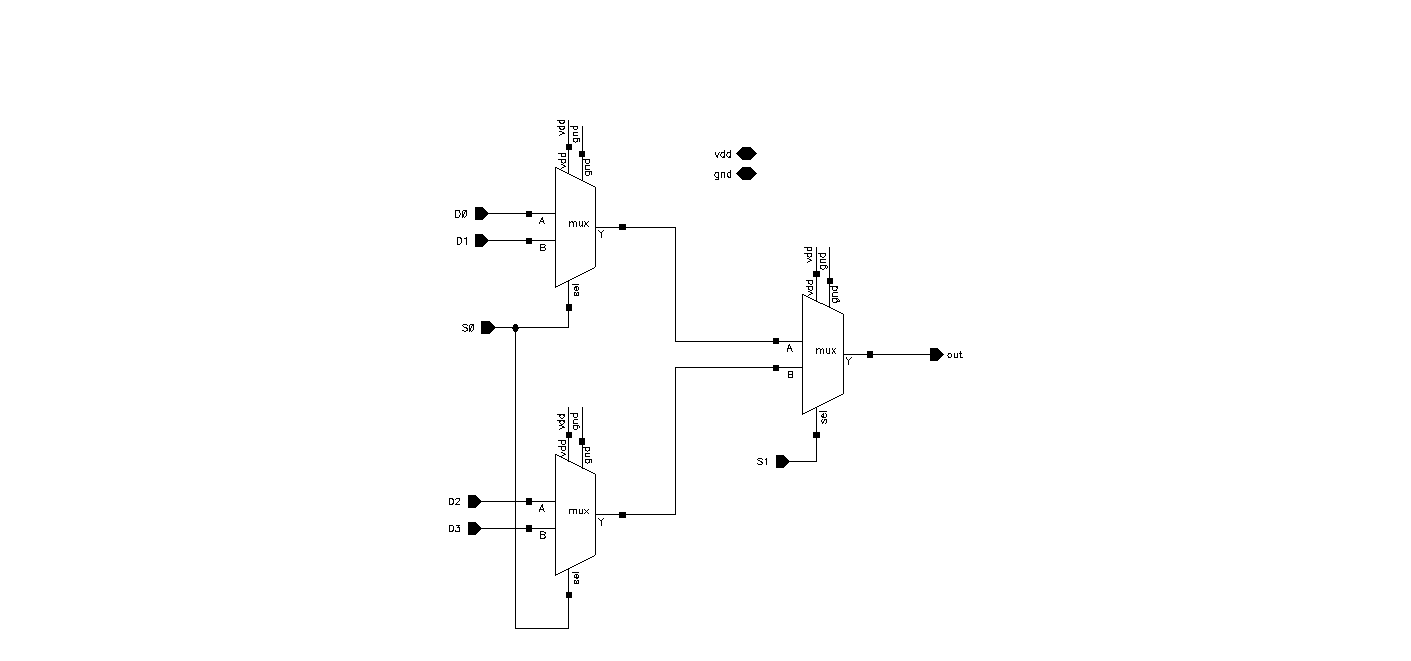 vdd
gnd
vdd
gnd
vdd
gnd
D0
A
mux
Y
D1
B
sel
S0
vdd
gnd
vdd
gnd
A
mux
Y
out
B
sel
S1
vdd
gnd
vdd
gnd
D2
A
mux
Y
D3
B
sel